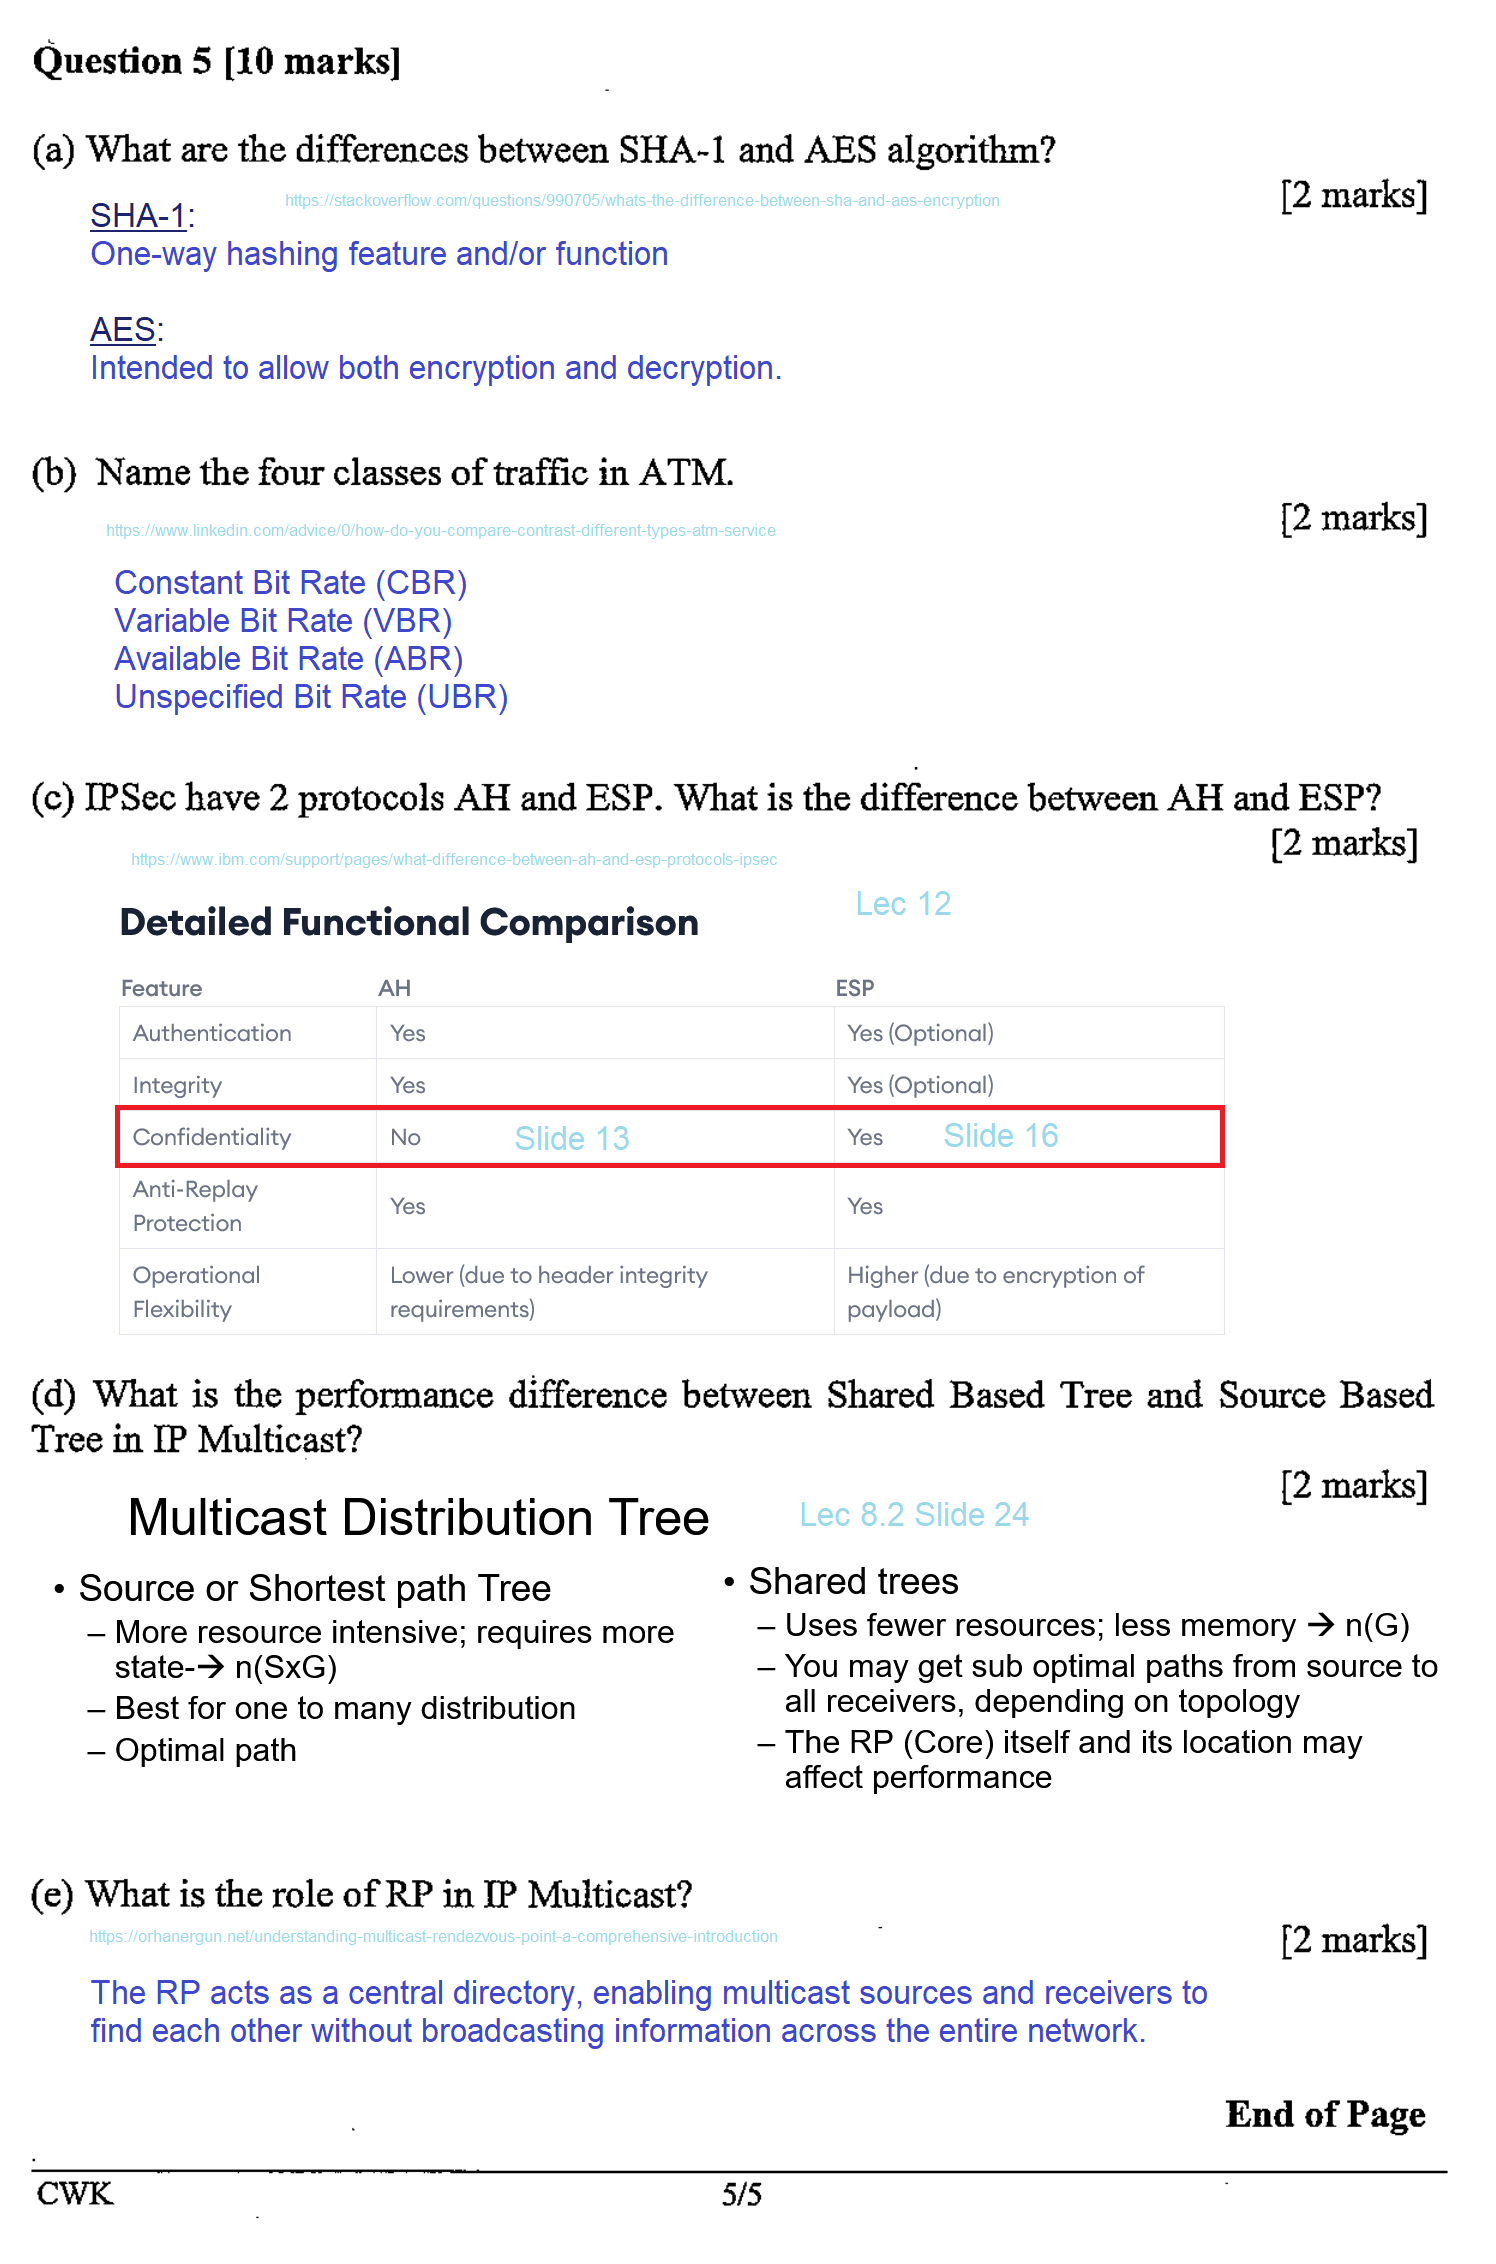 Question 5 [10 marks]
(a) What are the differences between SHA-1 and AES algorithm?
[2 marks]
https://stackoverflow.com/questions/990705/whats-the-difference-between-sha-and-aes-encryption
SHA-1:
One-way hashing feature and/or function
AES:
Intended to allow both encryption and decryption.
(b) Name the four classes of traffic in ATM.
[2 marks]
https://www.linkedin.com/advice/0/how-do-you-compare-contrast-different-types-atm-service
Constant Bit Rate (CBR)
Variable Bit Rate (VBR)
Available Bit Rate (ABR)
Unspecified Bit Rate (UBR)
(c) IPSec have 2 protocols AH and ESP. What is the difference between AH and ESP?
[2 marks]
https://www.ibm.com/support/pages/what-difference-between-ah-and-esp-protocols-ipsec
Lec 12
Detailed Functional Comparison
Feature AH ESP
Authentication Yes Yes (Optional)
Integrity Yes Yes (Optional)
Confidentiality No Slide 13 Yes Slide 16
Anti-Replay
Protection Yes Yes
Operational Lower (due to header integrity Higher (due to encryption of
Flexibility requirements) payload)
(d) What is the performance difference between Shared Based Tree and Source Based
Tree in IP Multicast?
[2 marks]
Multicast Distribution Tree Lec 8.2 Slide 24
• Source or Shortest path Tree
– More resource intensive; requires more
state-→ n(SxG)
– Best for one to many distribution
– Optimal path
• Shared trees
– Uses fewer resources; less memory → n(G)
– You may get sub optimal paths from source to
all receivers, depending on topology
– The RP (Core) itself and its location may
affect performance
(e) What is the role of RP in IP Multicast?
[2 marks]
https://orhanergun.net/understanding-multicast-rendezvous-point-a-comprehensive-introduction
The RP acts as a central directory, enabling multicast sources and receivers to
find each other without broadcasting information across the entire network.
End of Page
CWK 5/5